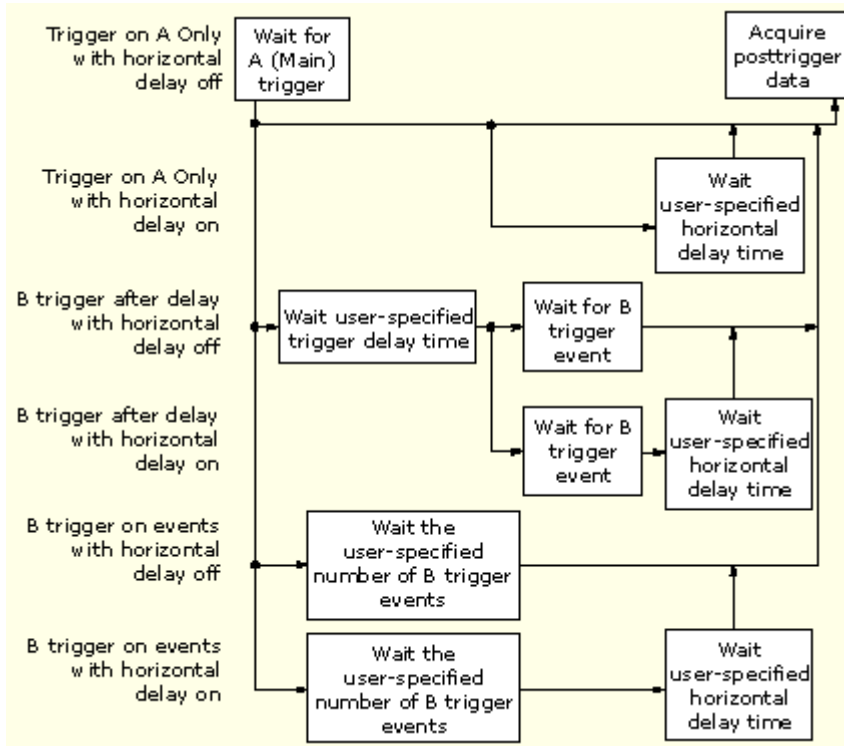 Trigger on A Only
with horizontal
delay off
Wait for
A (Main)
trigger
Acquire
posttrigger
data
Trigger on A Only
with horizontal
delay on
Wait
user-specified
horizontal
delay time
B trigger after delay
with horizontal
delay off
Wait user-specified
trigger delay time
Wait for B
trigger
event
B trigger after delay
with horizontal
delay on
Wait for B
trigger
event
Wait
user-specified
horizontal
delay time
B trigger on events
with horizontal
delay off
Wait the
user-specified
number of B trigger
events
B trigger on events
with horizontal
delay on
Wait the
user-specified
number of B trigger
events
Wait
user-specified
horizontal
delay time